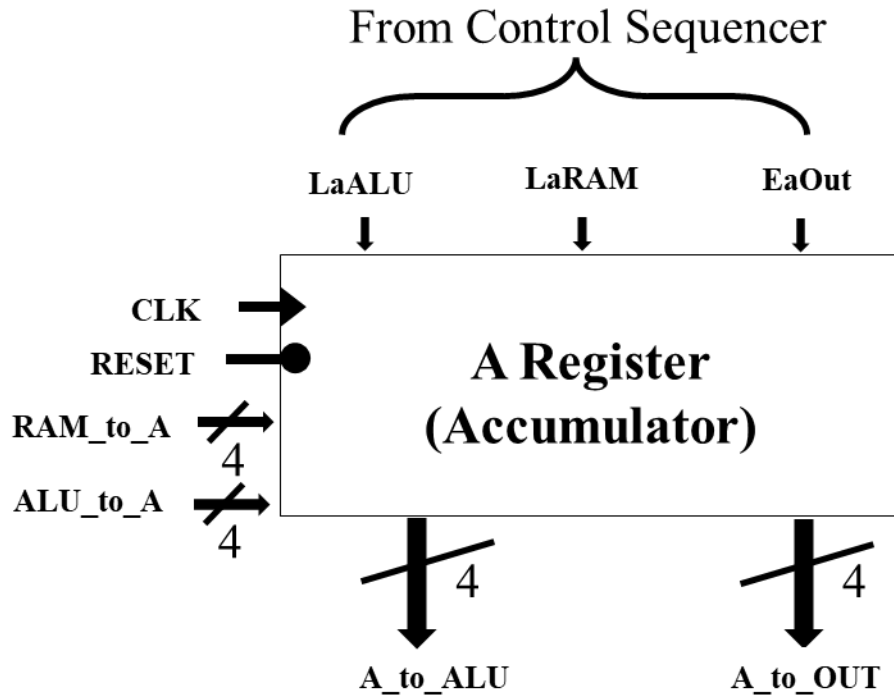 From Control Sequencer
LaALU
LaRAM
EaOut
CLK
RESET
RAM_to_A
4
ALU_to_A
4
A Register
(Accumulator)
4
4
A_to_ALU
A_to_OUT